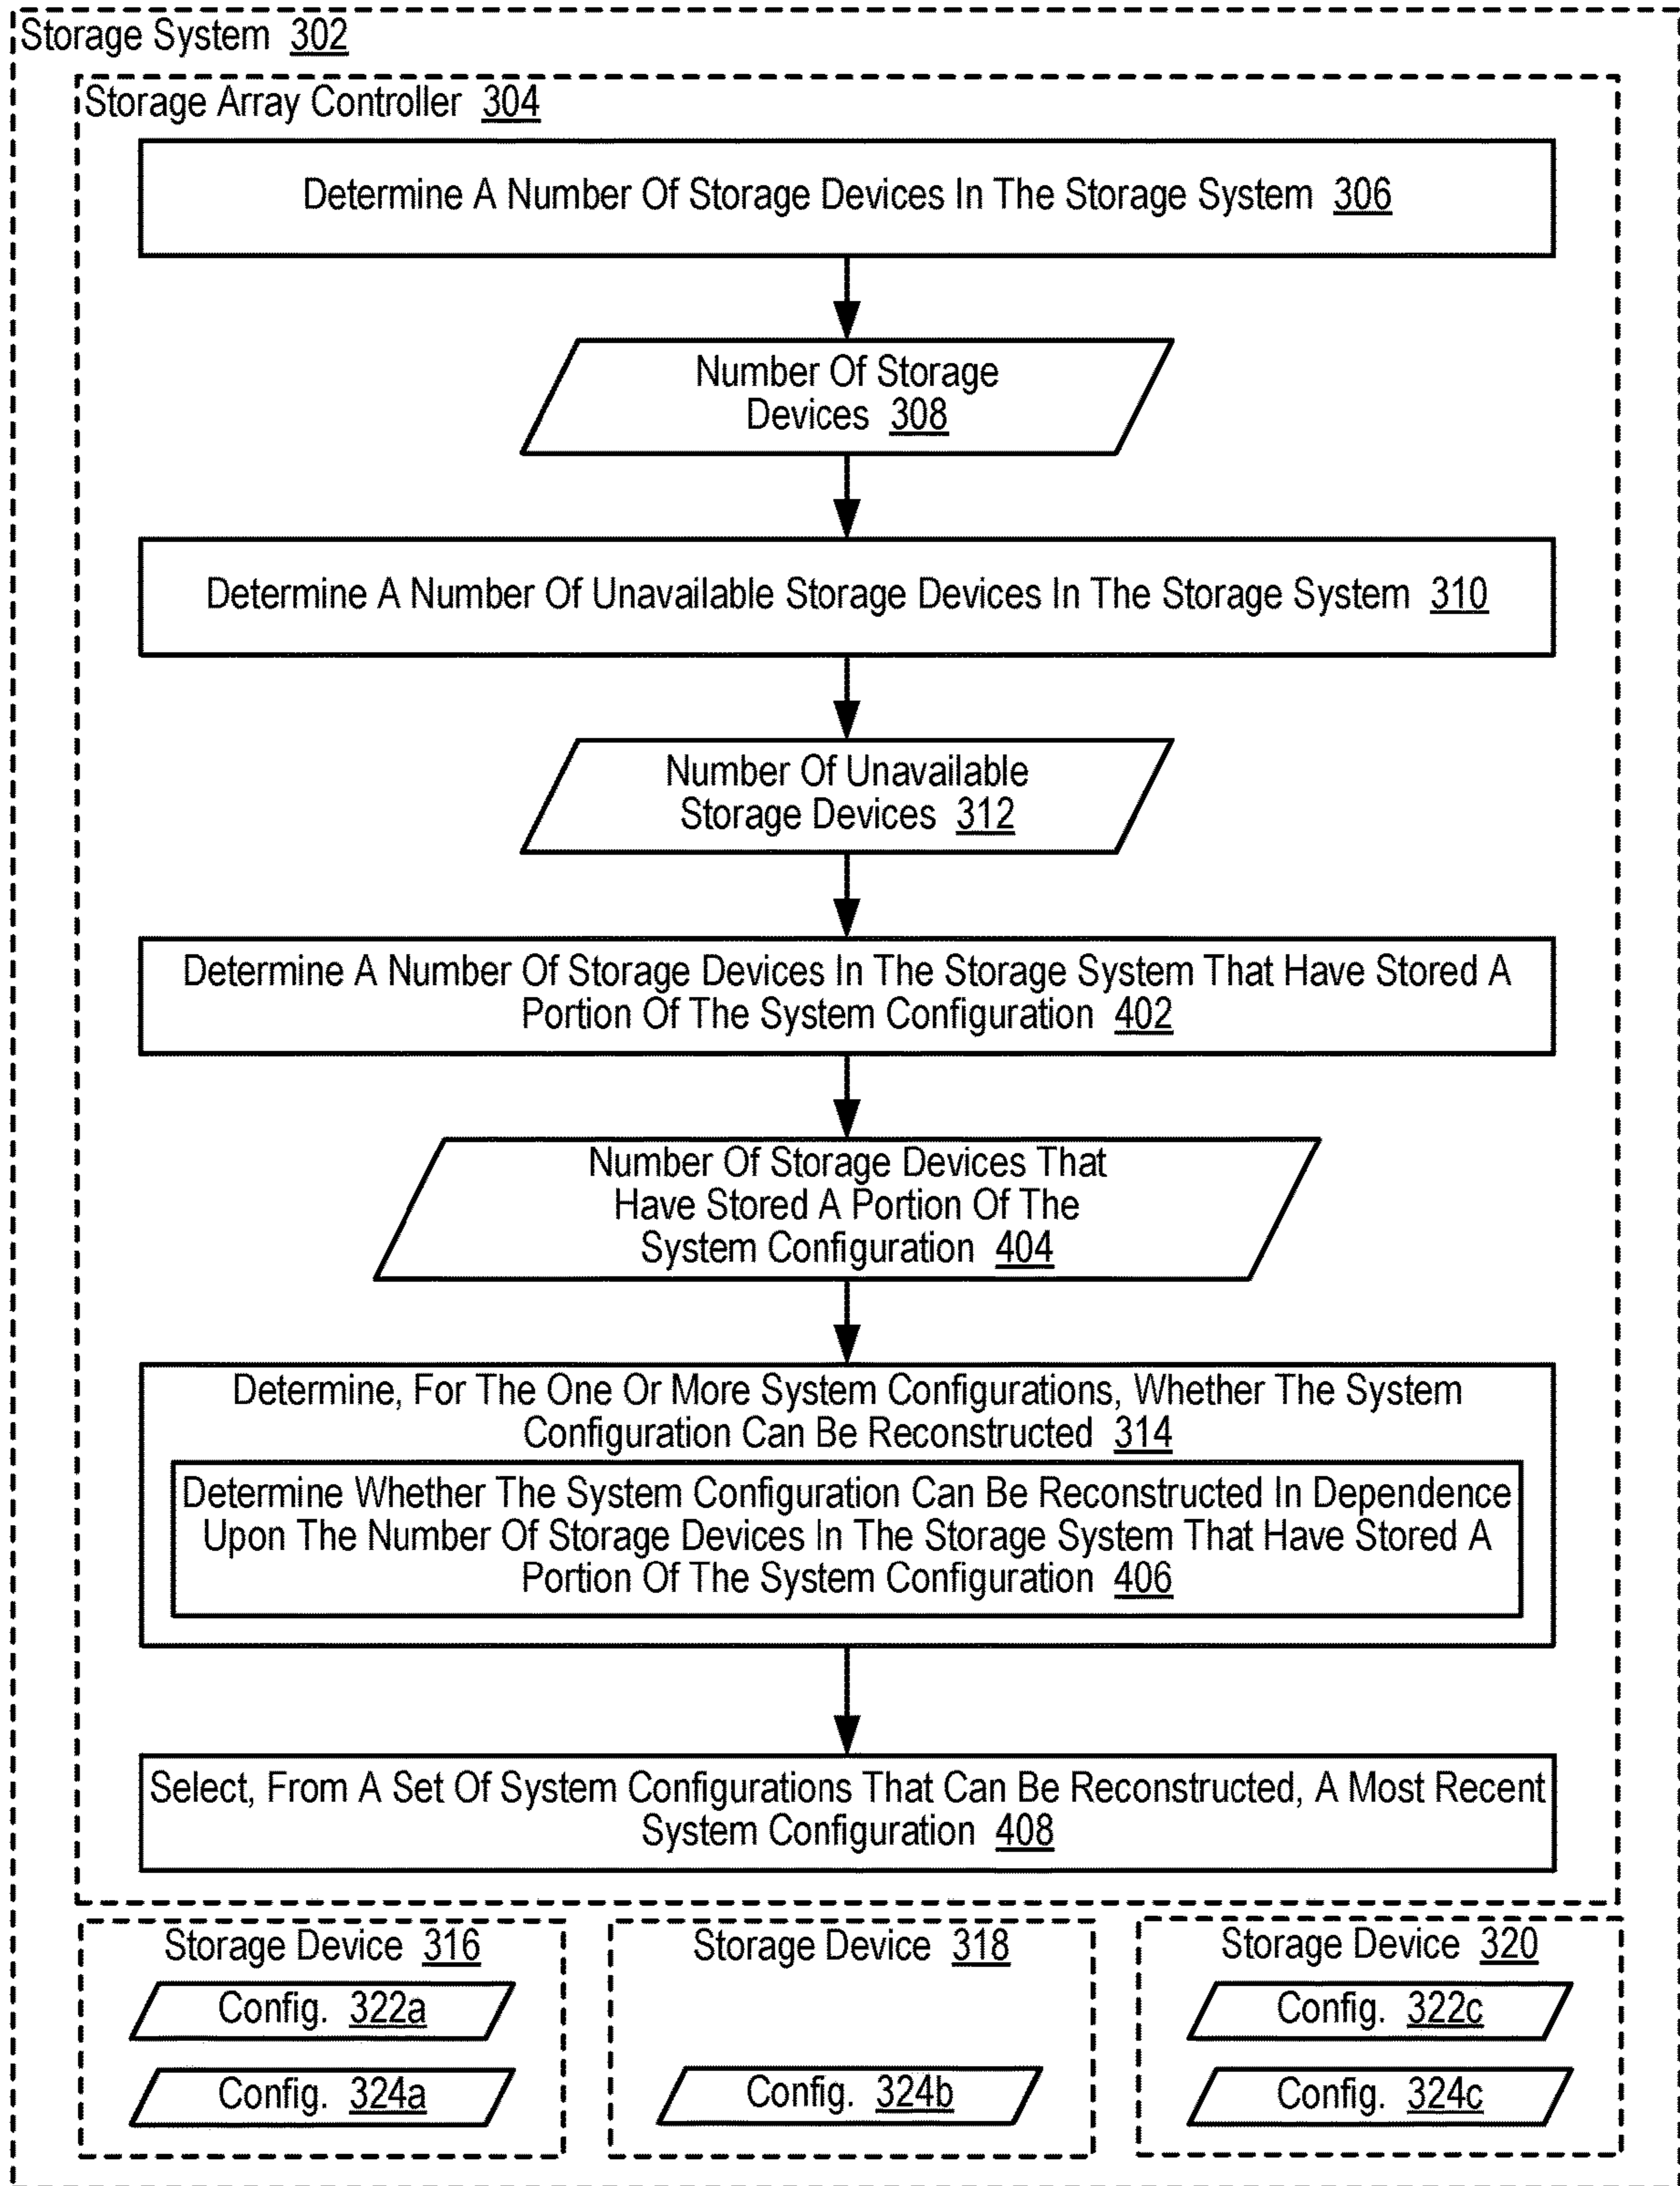 Storage System 302
Storage Array Controller 304
Determine A Number Of Storage Devices In The Storage System 306
Number Of Storage
Devices 308
Determine A Number Of Unavailable Storage Devices In The Storage System 310
Number Of Unavailable
Storage Devices 312
Determine A Number Of Storage Devices In The Storage System That Have Stored A
Portion Of The System Configuration 402
Number Of Storage Devices That
Have Stored A Portion Of The
System Configuration 404
Determine, For The One Or More System Configurations, Whether The System
Configuration Can Be Reconstructed 314
Determine Whether The System Configuration Can Be Reconstructed In Dependence
Upon The Number Of Storage Devices In The Storage System That Have Stored A
Portion Of The System Configuration 406
Select, From A Set Of System Configurations That Can Be Reconstructed, A Most Recent
System Configuration 408
Storage Device 316
Config. 322a
Config. 324a
Storage Device 318
Config. 324b
Storage Device 320
Config. 322c
Config. 324c